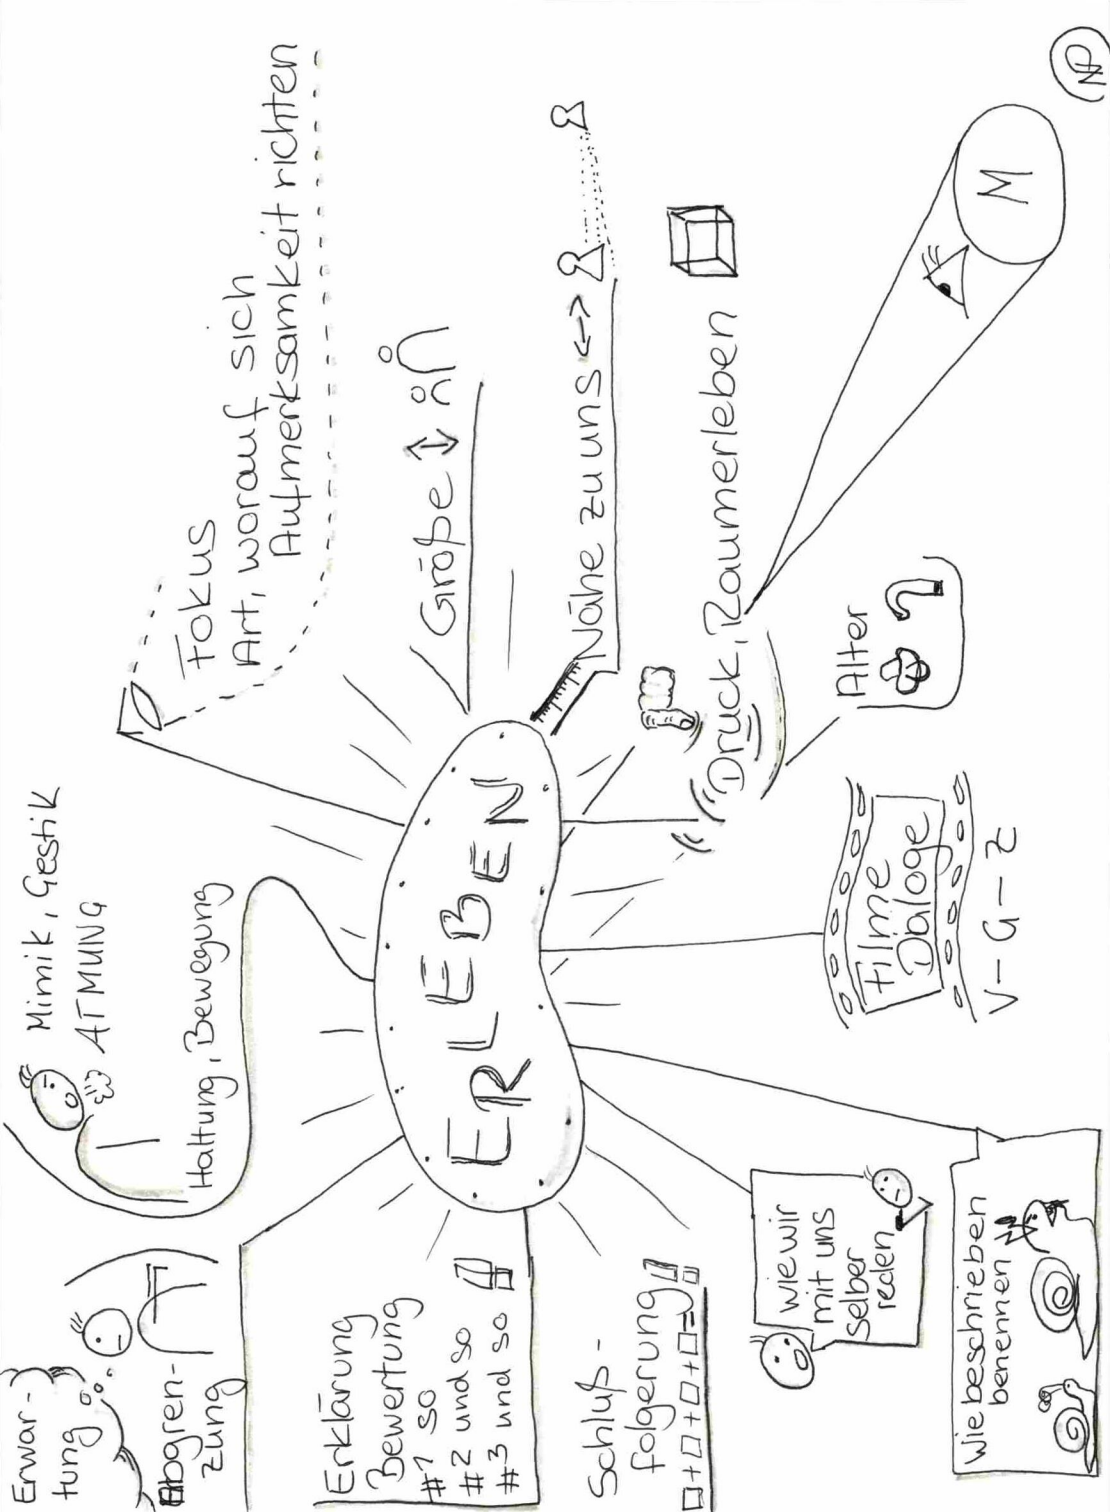 Erwar-
tung
Abgren-
zung
Mimik, Gestik
ATMUNG
Haltung, Bewegung
Fokus
Art, worauf sich
Aufmerksamkeit richten
Größe
Nähe zu uns
Druck, Raumerleben
M
Alter
Filme
Dialoge
V-G-Z
wie wir
mit uns
selber
reden
Wie beschrieben
benennen
Schluß-
folgerung
□+□+□+□=
Erklärung
Bewertung
#1 so
#2 und so
#3 und so
ERLEBEN
NP